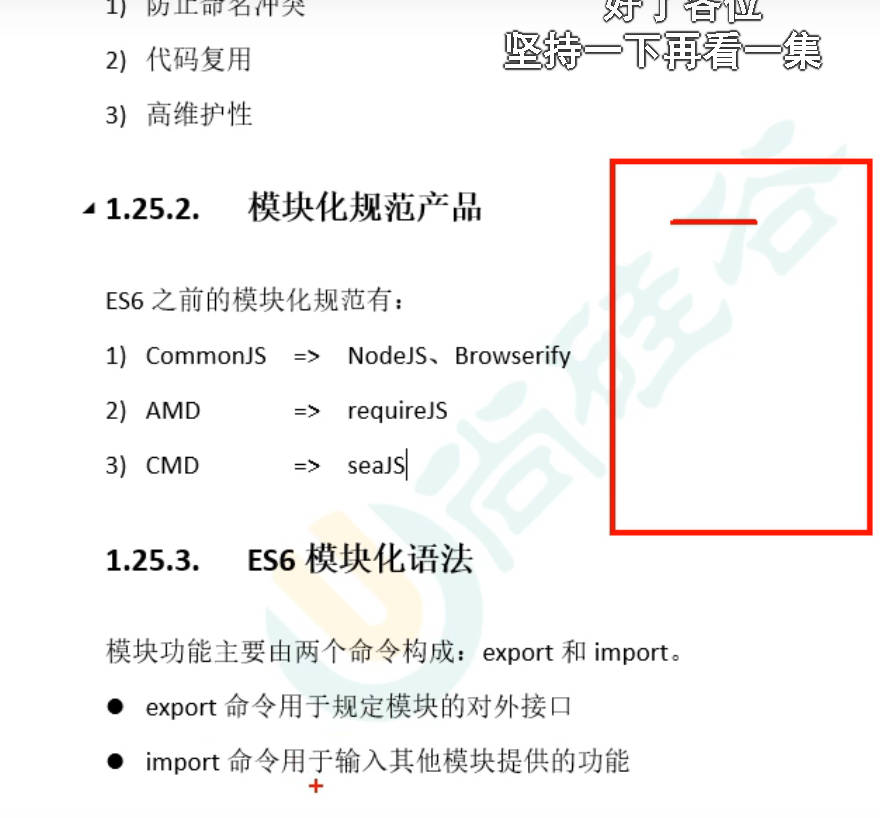 1) 防止命名冲突
好了各位
坚持一下再看一集
2) 代码复用
3) 高维护性
1.25.2. 模块化规范产品
ES6 之前的模块化规范有：
1) CommonJS => NodeJS、Browserify
2) AMD => requireJS
3) CMD => seaJS
1.25.3. ES6 模块化语法
模块功能主要由两个命令构成：export 和 import。
● export 命令用于规定模块的对外接口
● import 命令用于输入其他模块提供的功能
尚硅谷